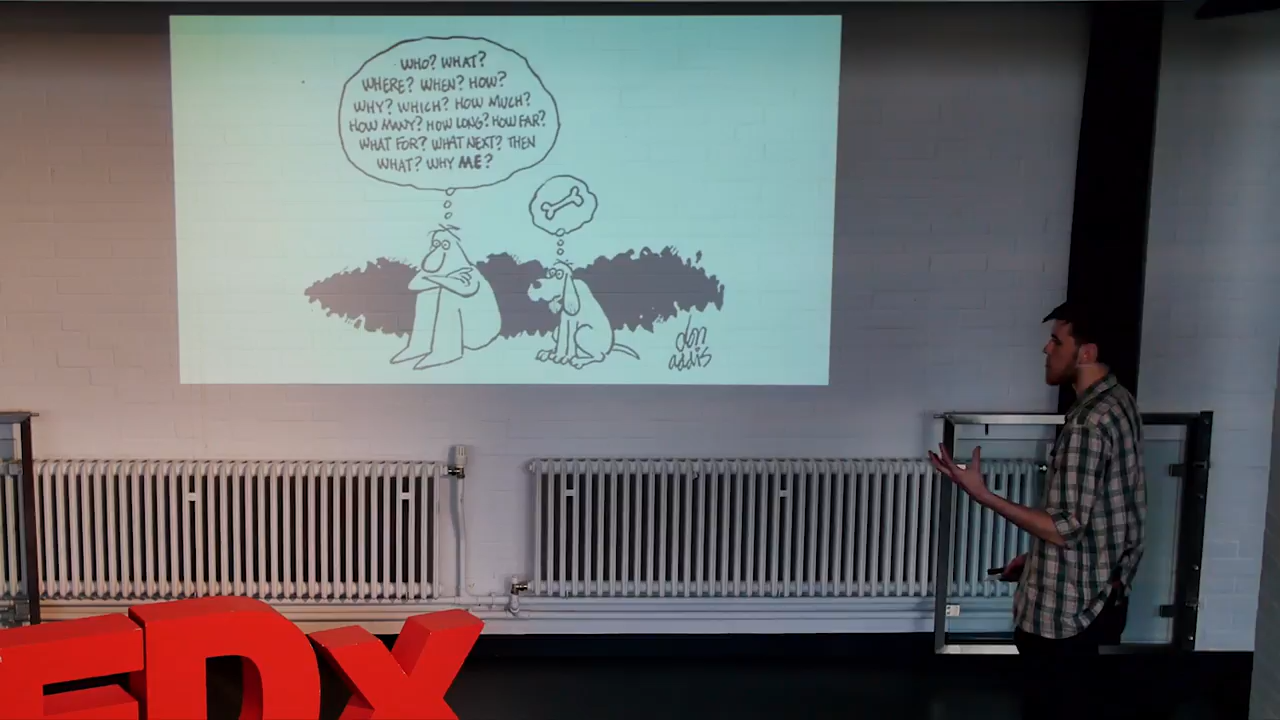 WHO? WHAT?
WHERE? WHEN? HOW?
WHY? WHICH? HOW MUCH?
HOW MANY? HOW LONG? HOW FAR?
WHAT FOR? WHAT NEXT? THEN
WHAT? WHY ME?
don
addis
EDx